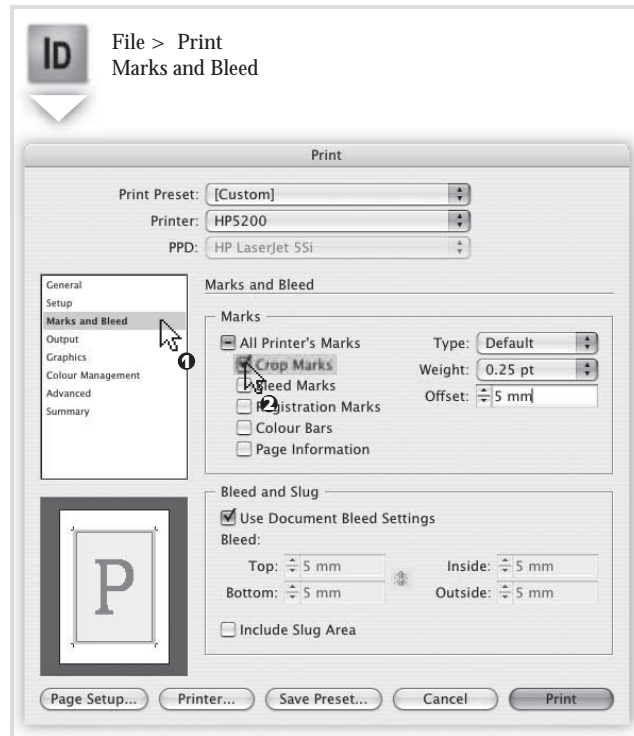 ID
File > Print
Marks and Bleed
Print
Print Preset: [Custom]
Printer: HP5200
PPD: HP LaserJet 5Si
General
Setup
Marks and Bleed
Output
Graphics
Colour Management
Advanced
Summary
Marks and Bleed
Marks
All Printer's Marks
Crop Marks
Bleed Marks
Registration Marks
Colour Bars
Page Information
Type: Default
Weight: 0.25 pt
Offset: 5 mm
1
2
P
Bleed and Slug
Use Document Bleed Settings
Bleed:
Top: 5 mm
Inside: 5 mm
Bottom: 5 mm
Outside: 5 mm
Include Slug Area
Page Setup...
Printer...
Save Preset...
Cancel
Print